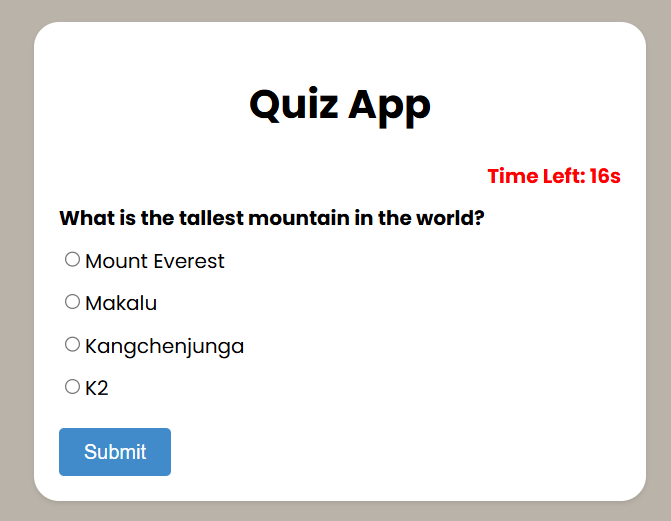 Quiz App
Time Left: 16s
What is the tallest mountain in the world?
Mount Everest
Makalu
Kangchenjunga
K2
Submit